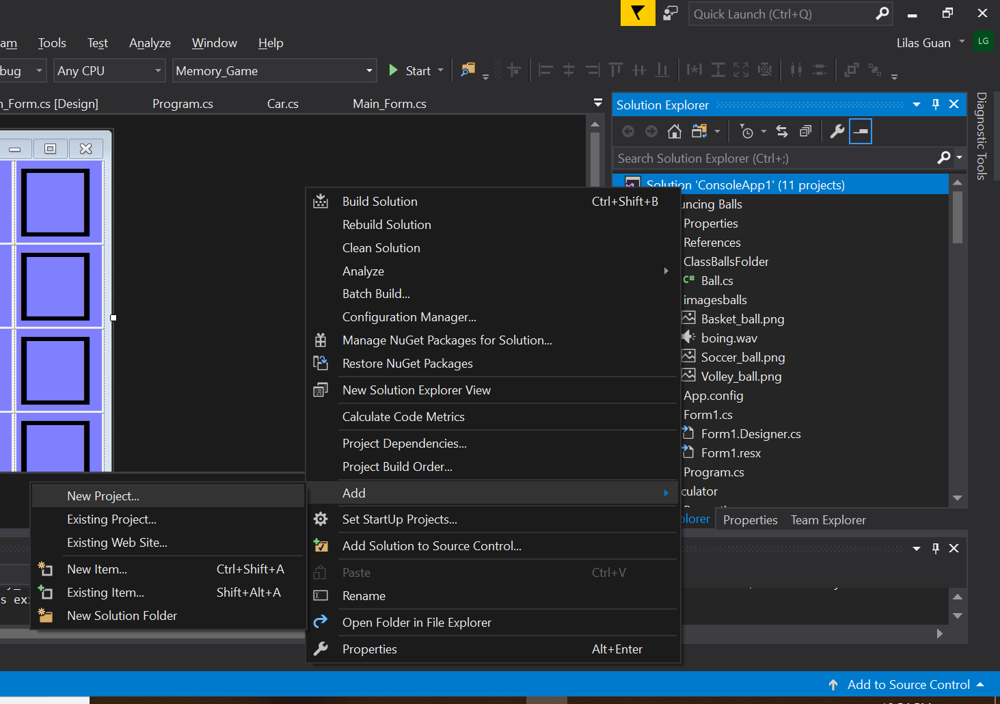 Quick Launch (Ctrl+Q)
Tools Test Analyze Window Help
Lilas Guan LG
Any CPU Memory_Game Start
_Form.cs [Design] Program.cs Car.cs Main_Form.cs
Solution Explorer
Diagnostic Tools
Search Solution Explorer (Ctrl+;)
Solution 'ConsoleApp1' (11 projects)
Balls
Properties
References
ClassBallsFolder
C# Ball.cs
imagesballs
Basket_ball.png
boing.wav
Soccer_ball.png
Volley_ball.png
App.config
Form1.cs
Form1.Designer.cs
Form1.resx
Program.cs
Properties Team Explorer
Build Solution Ctrl+Shift+B
Rebuild Solution
Clean Solution
Analyze
Batch Build...
Configuration Manager...
Manage NuGet Packages for Solution...
Restore NuGet Packages
New Solution Explorer View
Calculate Code Metrics
Project Dependencies...
Project Build Order...
Add
Set StartUp Projects...
Add Solution to Source Control...
Paste Ctrl+V
Rename
Open Folder in File Explorer
Properties Alt+Enter
New Project...
Existing Project...
Existing Web Site...
New Item... Ctrl+Shift+A
Existing Item... Shift+Alt+A
New Solution Folder
Add to Source Control